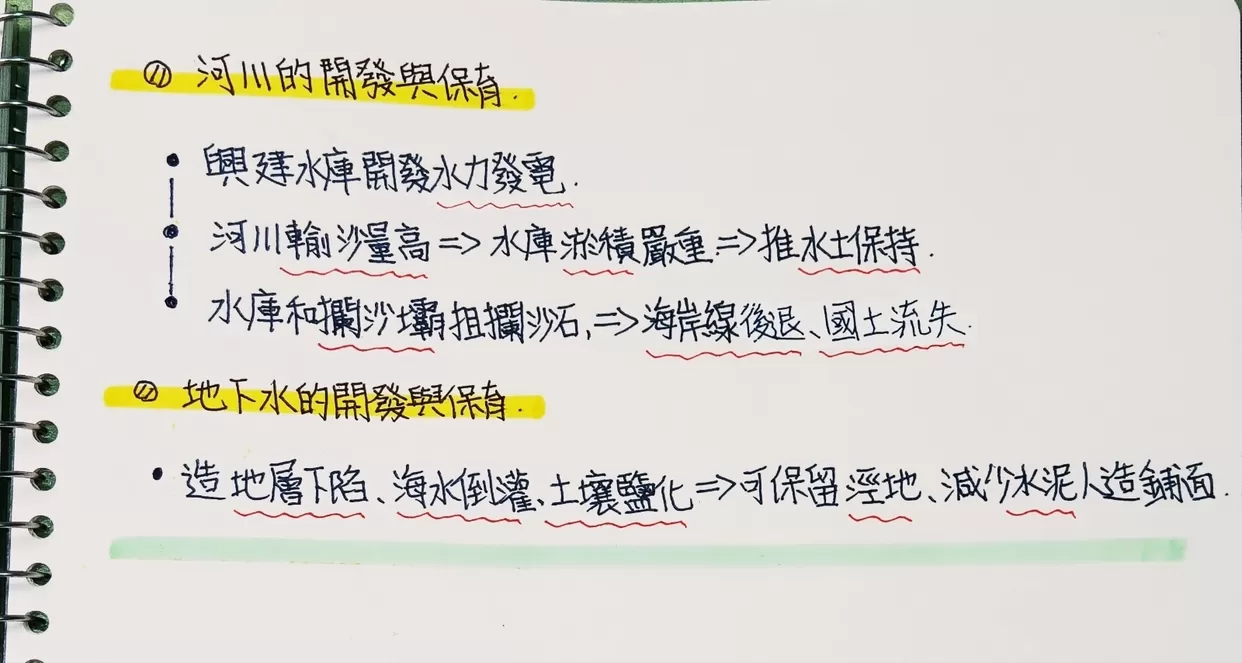 河川的開發與保育.
• 興建水庫開發水力發電.
• 河川輸沙量高=>水庫淤積嚴重=>推水土保持.
• 水庫和攔沙壩阻攔沙石,=>海岸線後退、國土流失.
地下水的開發與保育.
• 造地層下陷、海水倒灌、土壤鹽化=>可保留溼地、減少水泥人造鋪面.